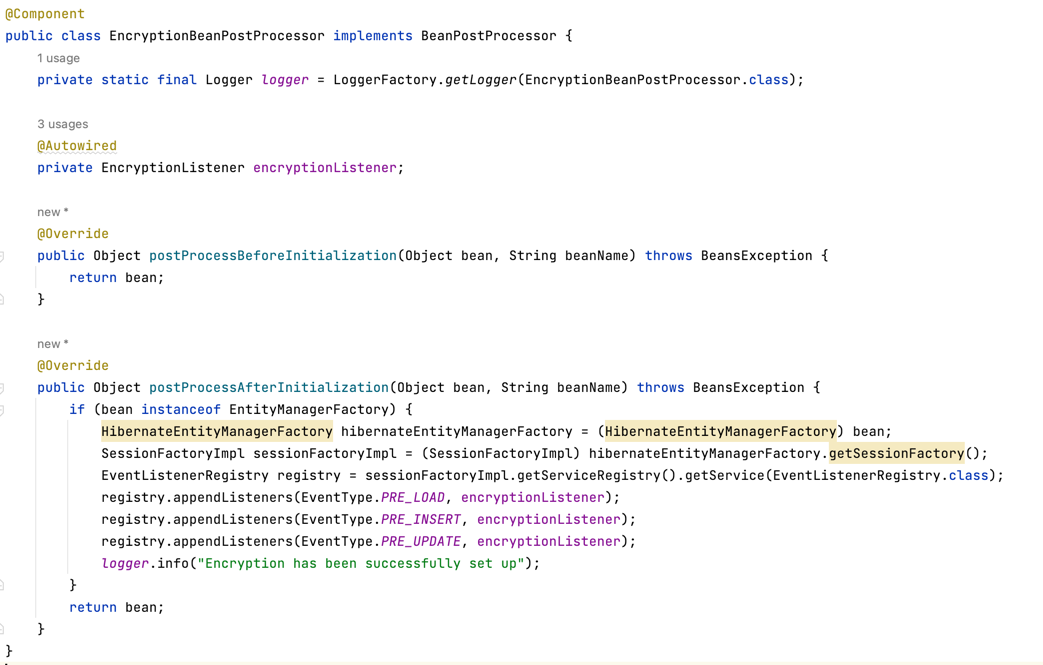 @Component
public class EncryptionBeanPostProcessor implements BeanPostProcessor {
1 usage
private static final Logger logger = LoggerFactory.getLogger(EncryptionBeanPostProcessor.class);
3 usages
@Autowired
private EncryptionListener encryptionListener;
new *
@Override
public Object postProcessBeforeInitialization(Object bean, String beanName) throws BeansException {
return bean;
}
new *
@Override
public Object postProcessAfterInitialization(Object bean, String beanName) throws BeansException {
if (bean instanceof EntityManagerFactory) {
HibernateEntityManagerFactory hibernateEntityManagerFactory = (HibernateEntityManagerFactory) bean;
SessionFactoryImpl sessionFactoryImpl = (SessionFactoryImpl) hibernateEntityManagerFactory.getSessionFactory();
EventListenerRegistry registry = sessionFactoryImpl.getServiceRegistry().getService(EventListenerRegistry.class);
registry.appendListeners(EventType.PRE_LOAD, encryptionListener);
registry.appendListeners(EventType.PRE_INSERT, encryptionListener);
registry.appendListeners(EventType.PRE_UPDATE, encryptionListener);
logger.info("Encryption has been successfully set up");
}
return bean;
}
}